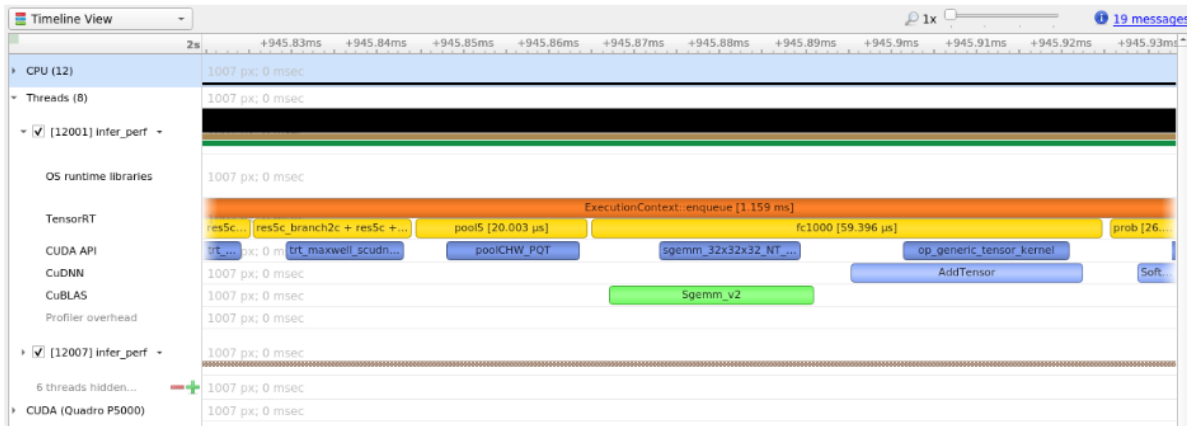 Timeline View 1x 19 messages
2s +945.83ms +945.84ms +945.85ms +945.86ms +945.87ms +945.88ms +945.89ms +945.9ms +945.91ms +945.92ms +945.93ms
CPU (12) 1007 px; 0 msec
Threads (8) 1007 px; 0 msec
[12001] infer_perf
OS runtime libraries 1007 px; 0 msec
ExecutionContext::enqueue [1.159 ms]
TensorRT
res5c... res5c_branch2c + res5c +... pool5 [20.003 μs] fc1000 [59.396 μs] prob [26....
CUDA API trt_... px; 0 m trt_maxwell_scudn... poolCHW_PQT sgemm_32x32x32_NT_... op_generic_tensor_kernel
CuDNN 1007 px; 0 msec AddTensor Soft...
CuBLAS 1007 px; 0 msec Sgemm_v2
Profiler overhead 1007 px; 0 msec
[12007] infer_perf 1007 px; 0 msec
6 threads hidden... 1007 px; 0 msec
CUDA (Quadro P5000) 1007 px; 0 msec